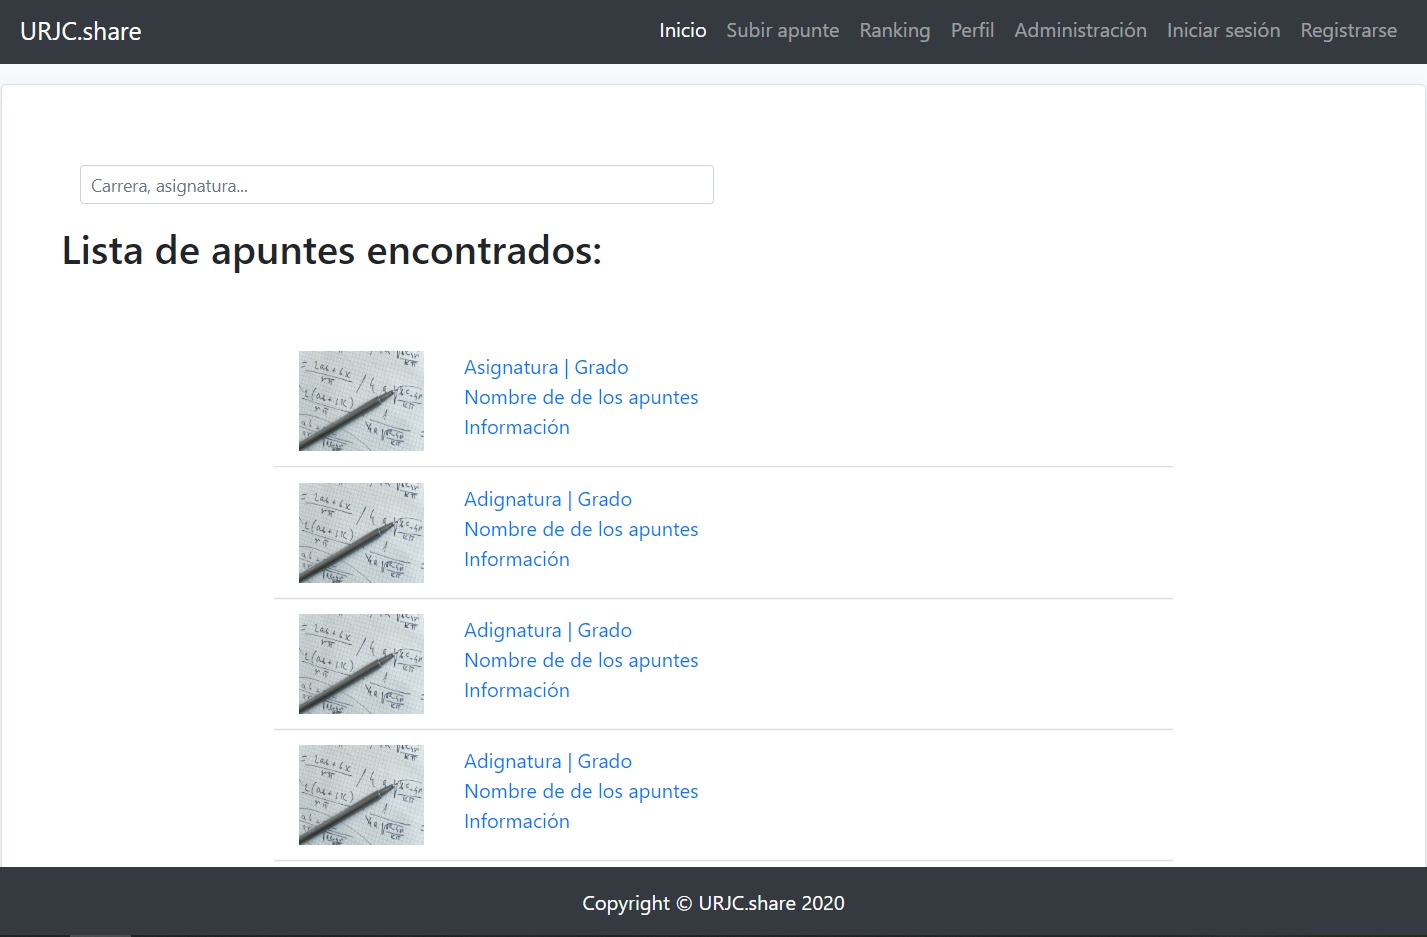 URJC.share
Inicio Subir apunte Ranking Perfil Administración Iniciar sesión Registrarse
Carrera, asignatura...
Lista de apuntes encontrados:
Asignatura | Grado
Nombre de de los apuntes
Información
Adignatura | Grado
Nombre de de los apuntes
Información
Adignatura | Grado
Nombre de de los apuntes
Información
Adignatura | Grado
Nombre de de los apuntes
Información
Copyright © URJC.share 2020